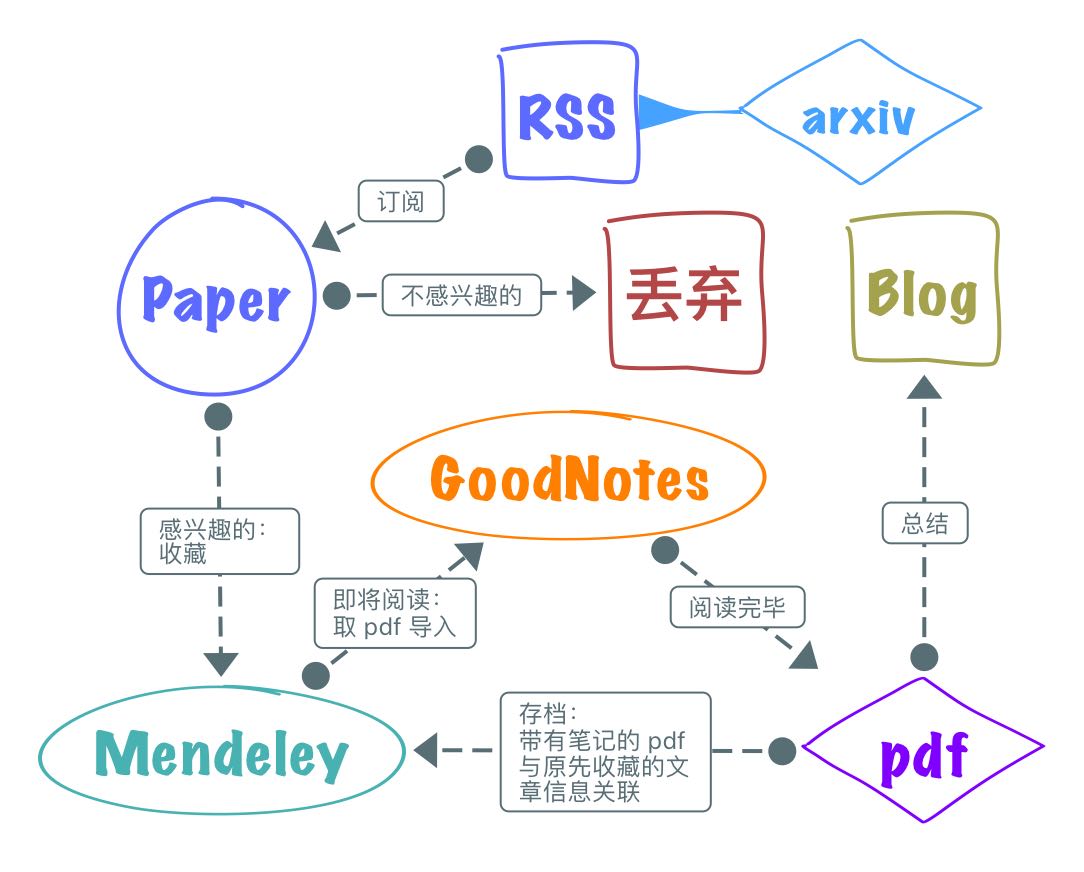 RSS
arxiv
订阅
Paper
不感兴趣的
丢弃
Blog
GoodNotes
感兴趣的：
收藏
总结
即将阅读：
取 pdf 导入
阅读完毕
Mendeley
存档：
带有笔记的 pdf
与原先收藏的文
章信息关联
pdf